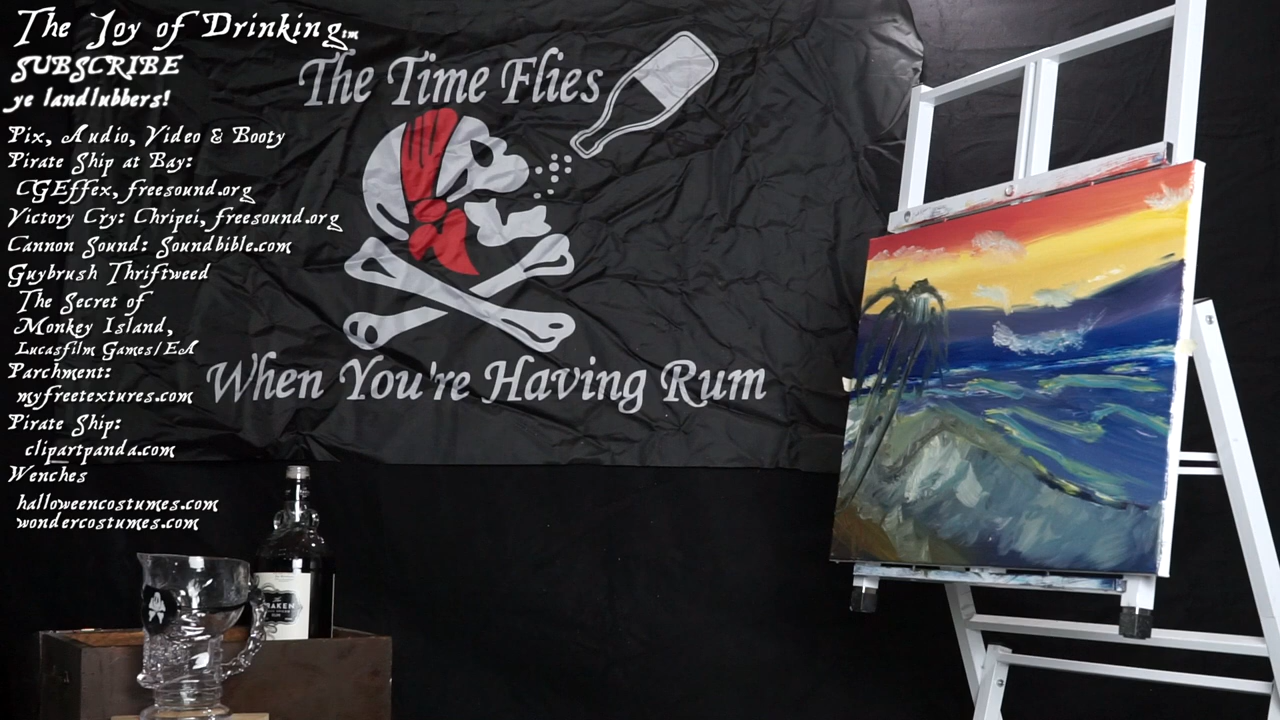 The Joy of Drinking™
SUBSCRIBE
ye landlubbers!
Pix, Audio, Video & Booty
Pirate Ship at Bay:
CGEffex, freesound.org
Victory Cry: Chripei, freesound.org
Cannon Sound: Soundbible.com
Guybrush Thriftweed
The Secret of
Monkey Island,
Lucasfilm Games/EA
Parchment:
myfreetextures.com
Pirate Ship:
clipartpanda.com
Wenches
halloweencostumes.com
wondercostumes.com
The Time Flies
When You're Having Rum
The
KRAKEN